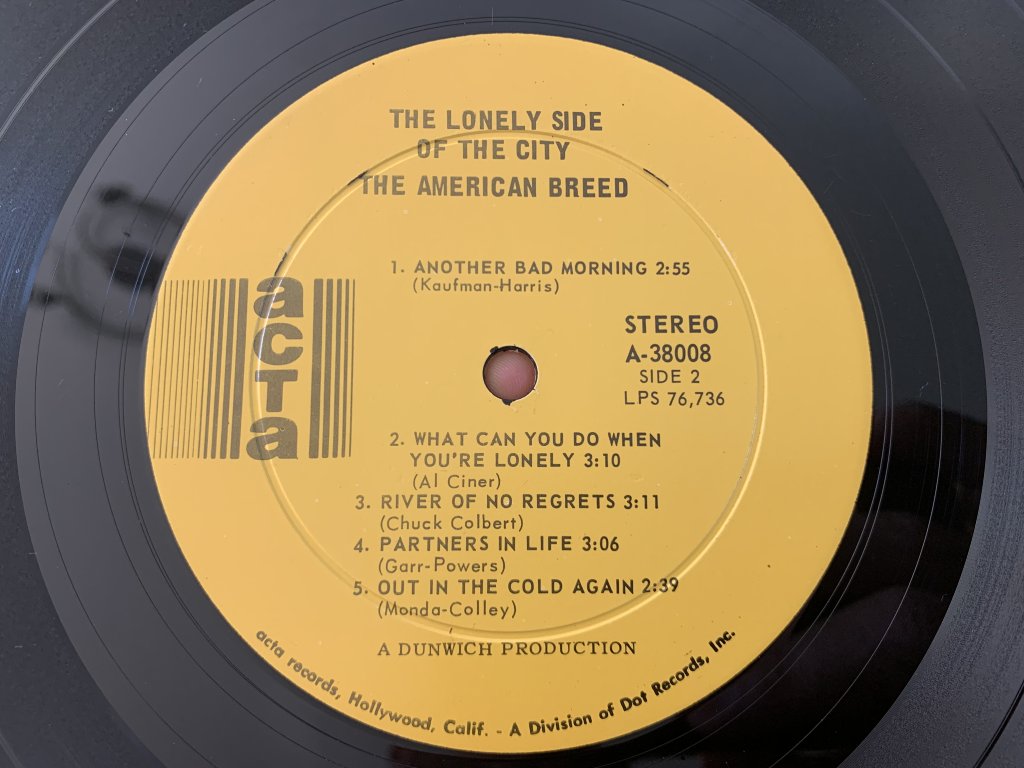 THE LONELY SIDE
OF THE CITY
THE AMERICAN BREED
1. ANOTHER BAD MORNING 2:55
(Kaufman-Harris)
acta
STEREO
A-38008
SIDE 2
LPS 76,736
2. WHAT CAN YOU DO WHEN
YOU'RE LONELY 3:10
(Al Ciner)
3. RIVER OF NO REGRETS 3:11
(Chuck Colbert)
4. PARTNERS IN LIFE 3:06
(Garr-Powers)
5. OUT IN THE COLD AGAIN 2:39
(Monda-Colley)
A DUNWICH PRODUCTION
acta records, Hollywood, Calif. - A Division of Dot Records, Inc.